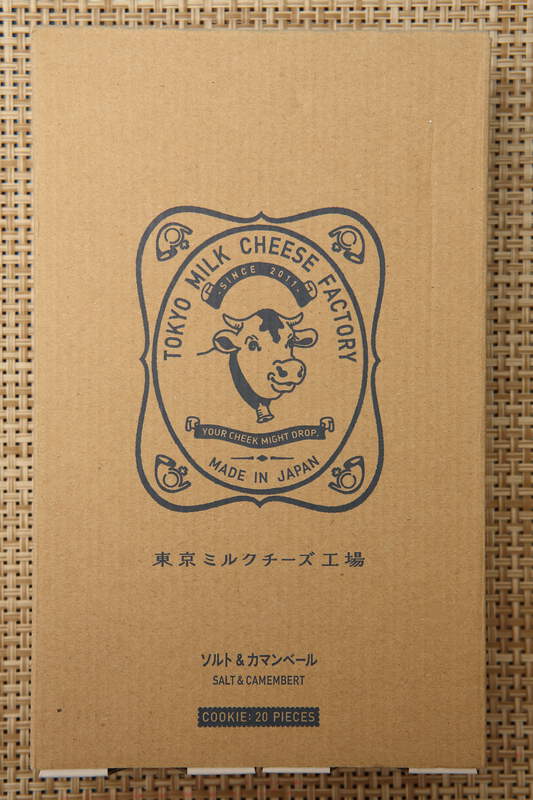 TOKYO MILK CHEESE FACTORY
·SINCE 2011·
YOUR CHEEK MIGHT DROP.
MADE IN JAPAN
東京ミルクチーズ工場
ソルト&カマンベール
SALT & CAMEMBERT
COOKIE: 20 PIECES